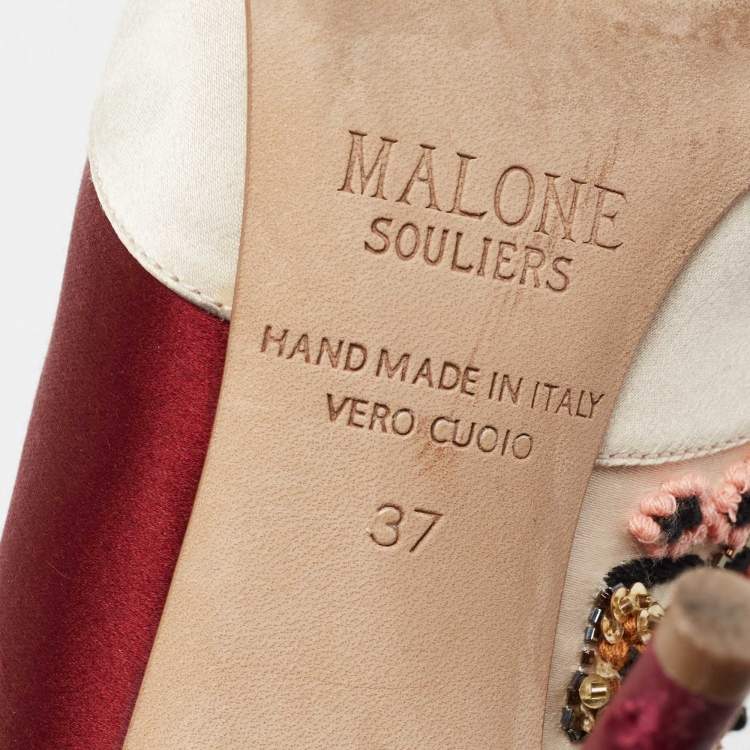 MALONE
SOULIERS
HAND MADE IN ITALY
VERO CUOIO
37